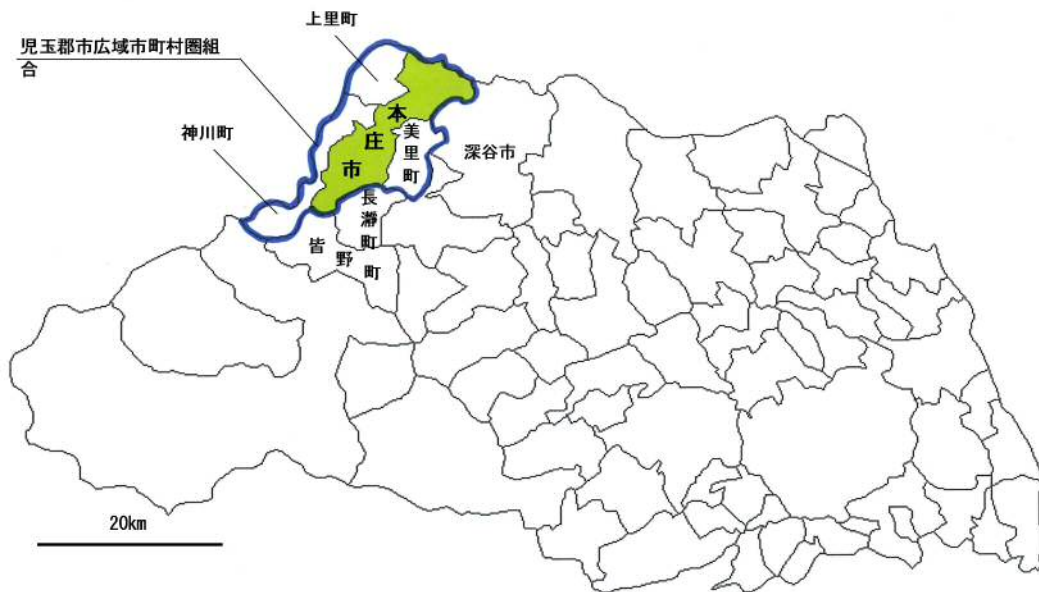 上里町
児玉郡市広域市町村圏組
合
神川町
本庄市
美里町
深谷市
長瀞町
皆野町
20km